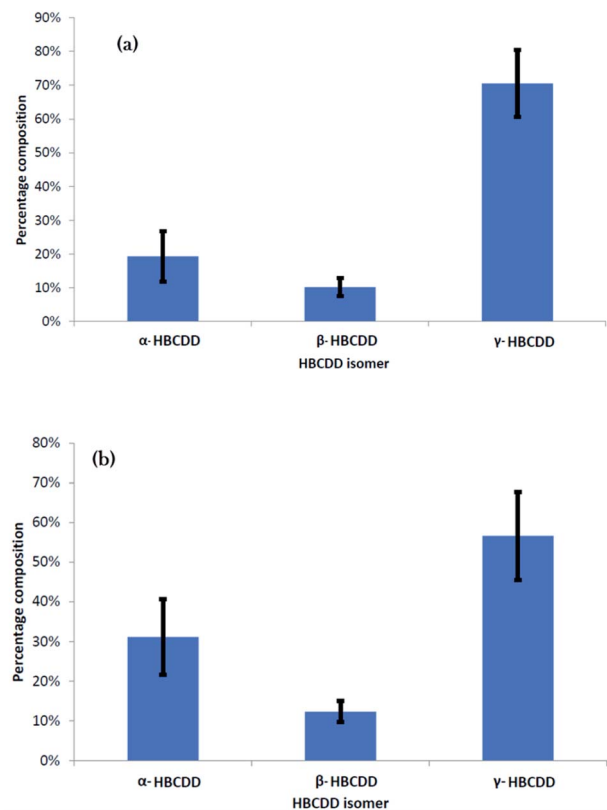 (a)
Percentage composition
90%
80%
70%
60%
50%
40%
30%
20%
10%
0%
α-HBCDD β-HBCDD γ-HBCDD
HBCDD isomer
(b)
Percentage composition
80%
70%
60%
50%
40%
30%
20%
10%
0%
α-HBCDD β-HBCDD γ-HBCDD
HBCDD isomer